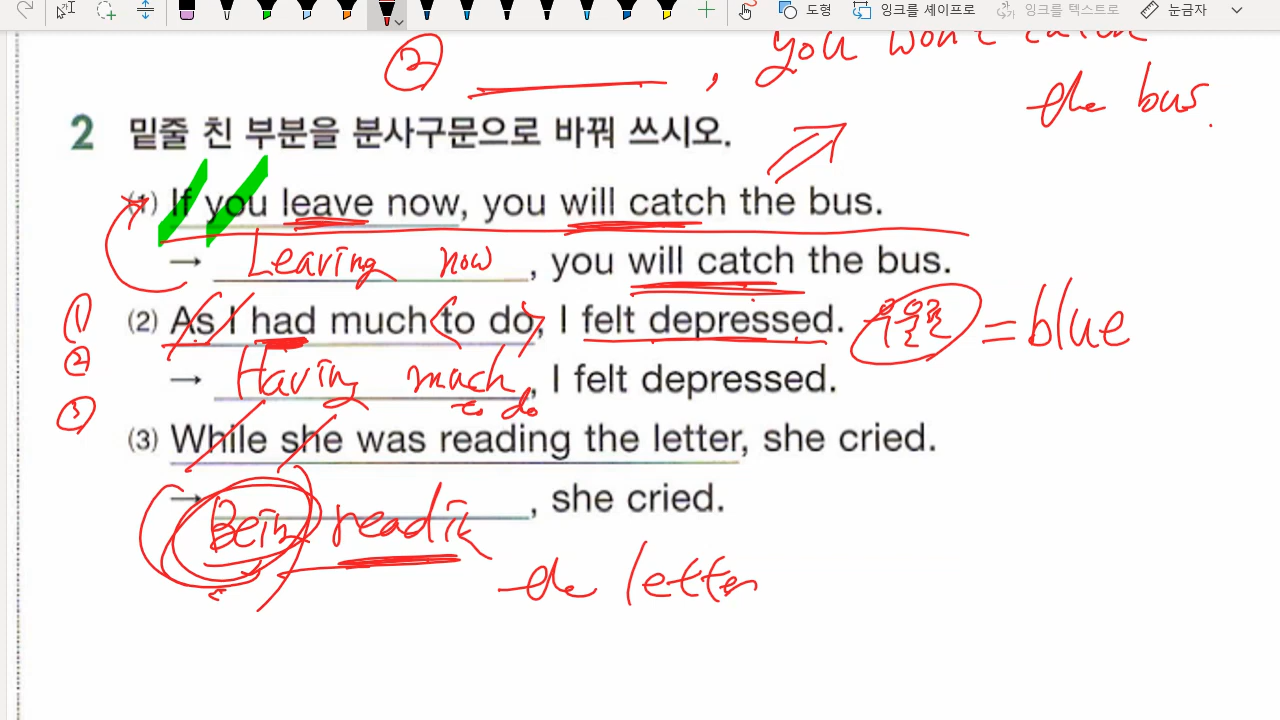 도형 잉크를 셰이프로 잉크를 텍스트로 눈금자
② ______, you won't catch
the bus.
2 밑줄 친 부분을 분사구문으로 바꿔 쓰시오.
(1) If you leave now, you will catch the bus.
→ Leaving now, you will catch the bus.
①
(2) As I had much to do, I felt depressed. 우울한 = blue
②
→ Having much to do, I felt depressed.
③
(3) While she was reading the letter, she cried.
→ Being, she cried.
the letter